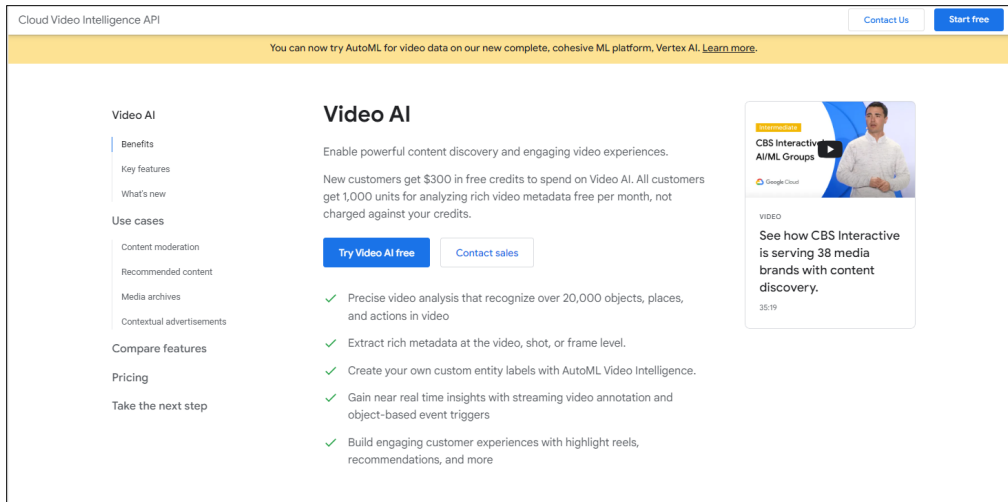 Cloud Video Intelligence API
Contact Us
Start free
You can now try AutoML for video data on our new complete, cohesive ML platform, Vertex AI. Learn more.
Video AI
Benefits
Key features
What's new
Use cases
Content moderation
Recommended content
Media archives
Contextual advertisements
Compare features
Pricing
Take the next step
Video AI
Enable powerful content discovery and engaging video experiences.
New customers get $300 in free credits to spend on Video AI. All customers
get 1,000 units for analyzing rich video metadata free per month, not
charged against your credits.
Try Video AI free
Contact sales
Precise video analysis that recognize over 20,000 objects, places,
and actions in video
Extract rich metadata at the video, shot, or frame level.
Create your own custom entity labels with AutoML Video Intelligence.
Gain near real time insights with streaming video annotation and
object-based event triggers
Build engaging customer experiences with highlight reels,
recommendations, and more
Intermediate
CBS Interactive
AI/ML Groups
Google Cloud
VIDEO
See how CBS Interactive
is serving 38 media
brands with content
discovery.
35:19